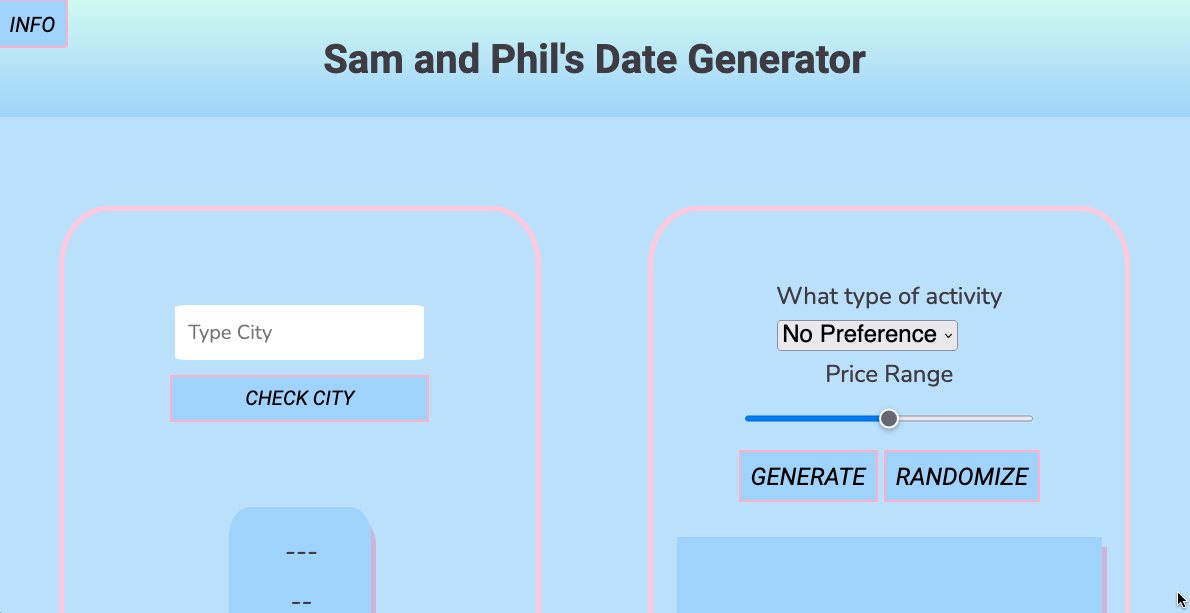 INFO
Sam and Phil's Date Generator
Type City
CHECK CITY
---
--
What type of activity
No Preference
Price Range
GENERATE RANDOMIZE